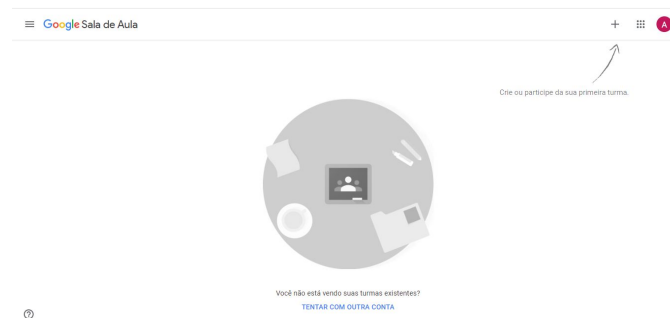 Google Sala de Aula
A
Crie ou participe da sua primeira turma.
Você não está vendo suas turmas existentes?
TENTAR COM OUTRA CONTA